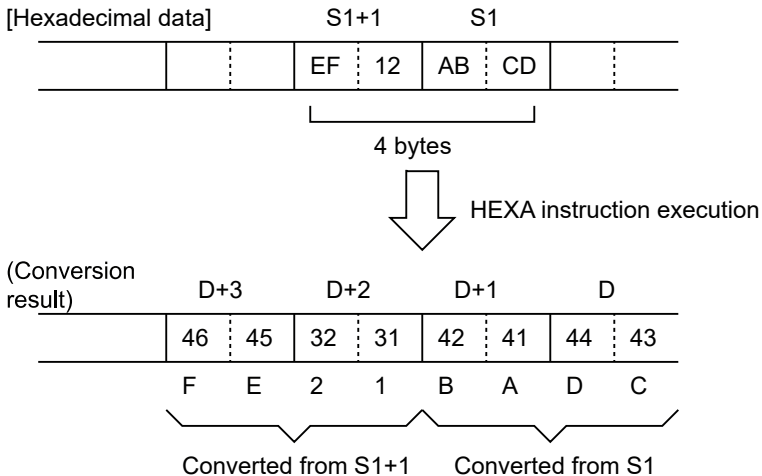 [Hexadecimal data] S1+1 S1
EF 12 AB CD
4 bytes
HEXA instruction execution
(Conversion
result) D+3 D+2 D+1 D
46 45 32 31 42 41 44 43
F E 2 1 B A D C
Converted from S1+1 Converted from S1